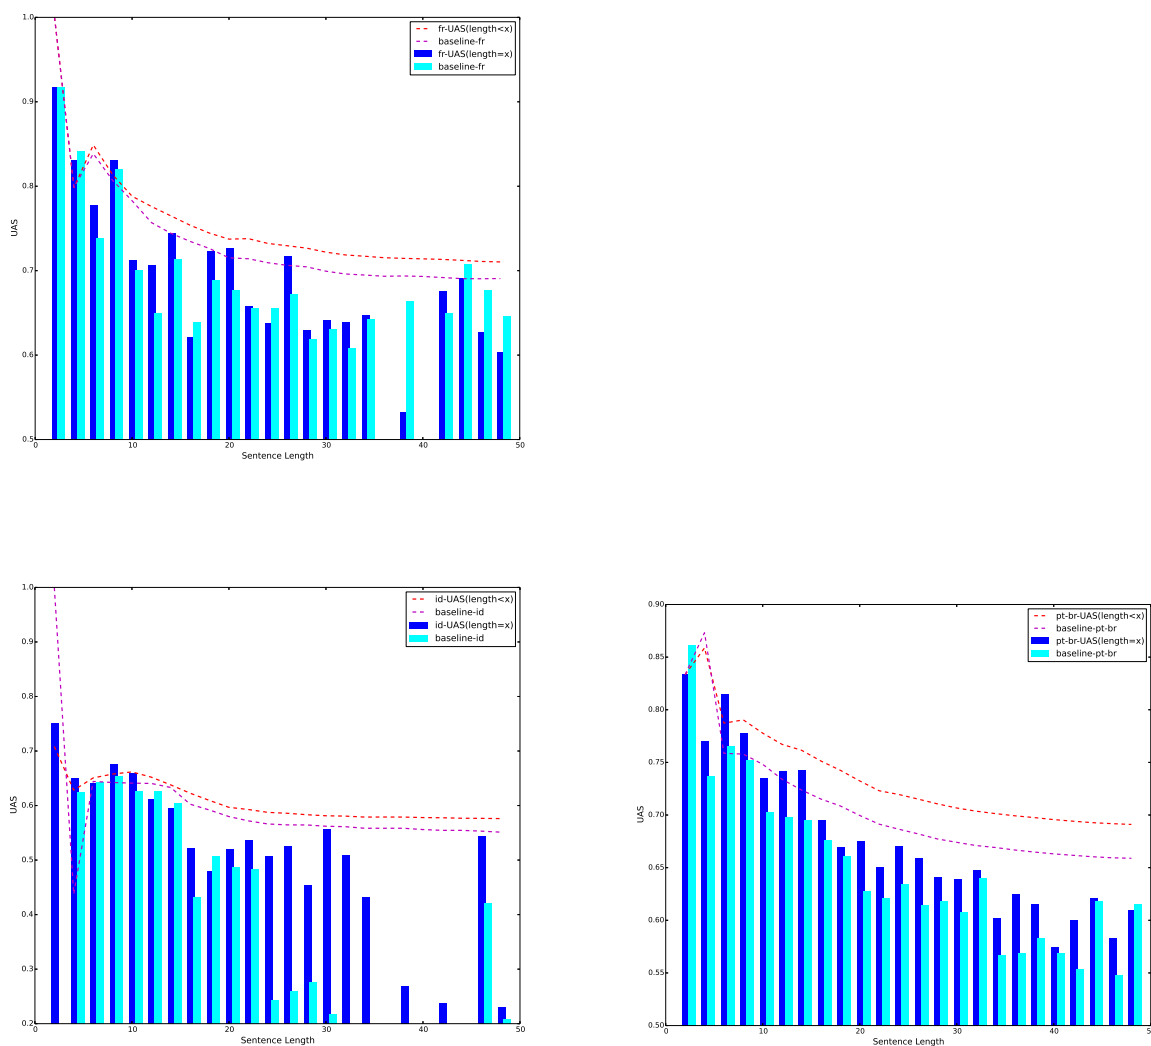 1.0
0.9
0.8
0.7
0.6
0.5
UAS
0 10 20 30 40 50
Sentence Length
fr-UAS(length<x)
baseline-fr
fr-UAS(length=x)
baseline-fr
1.0
0.9
0.8
0.7
0.6
0.5
0.4
0.3
0.2
UAS
0 10 20 30 40 50
Sentence Length
id-UAS(length<x)
baseline-id
id-UAS(length=x)
baseline-id
0.90
0.85
0.80
0.75
0.70
0.65
0.60
0.55
0.50
UAS
0 10 20 30 40 50
Sentence Length
pt-br-UAS(length<x)
baseline-pt-br
pt-br-UAS(length=x)
baseline-pt-br